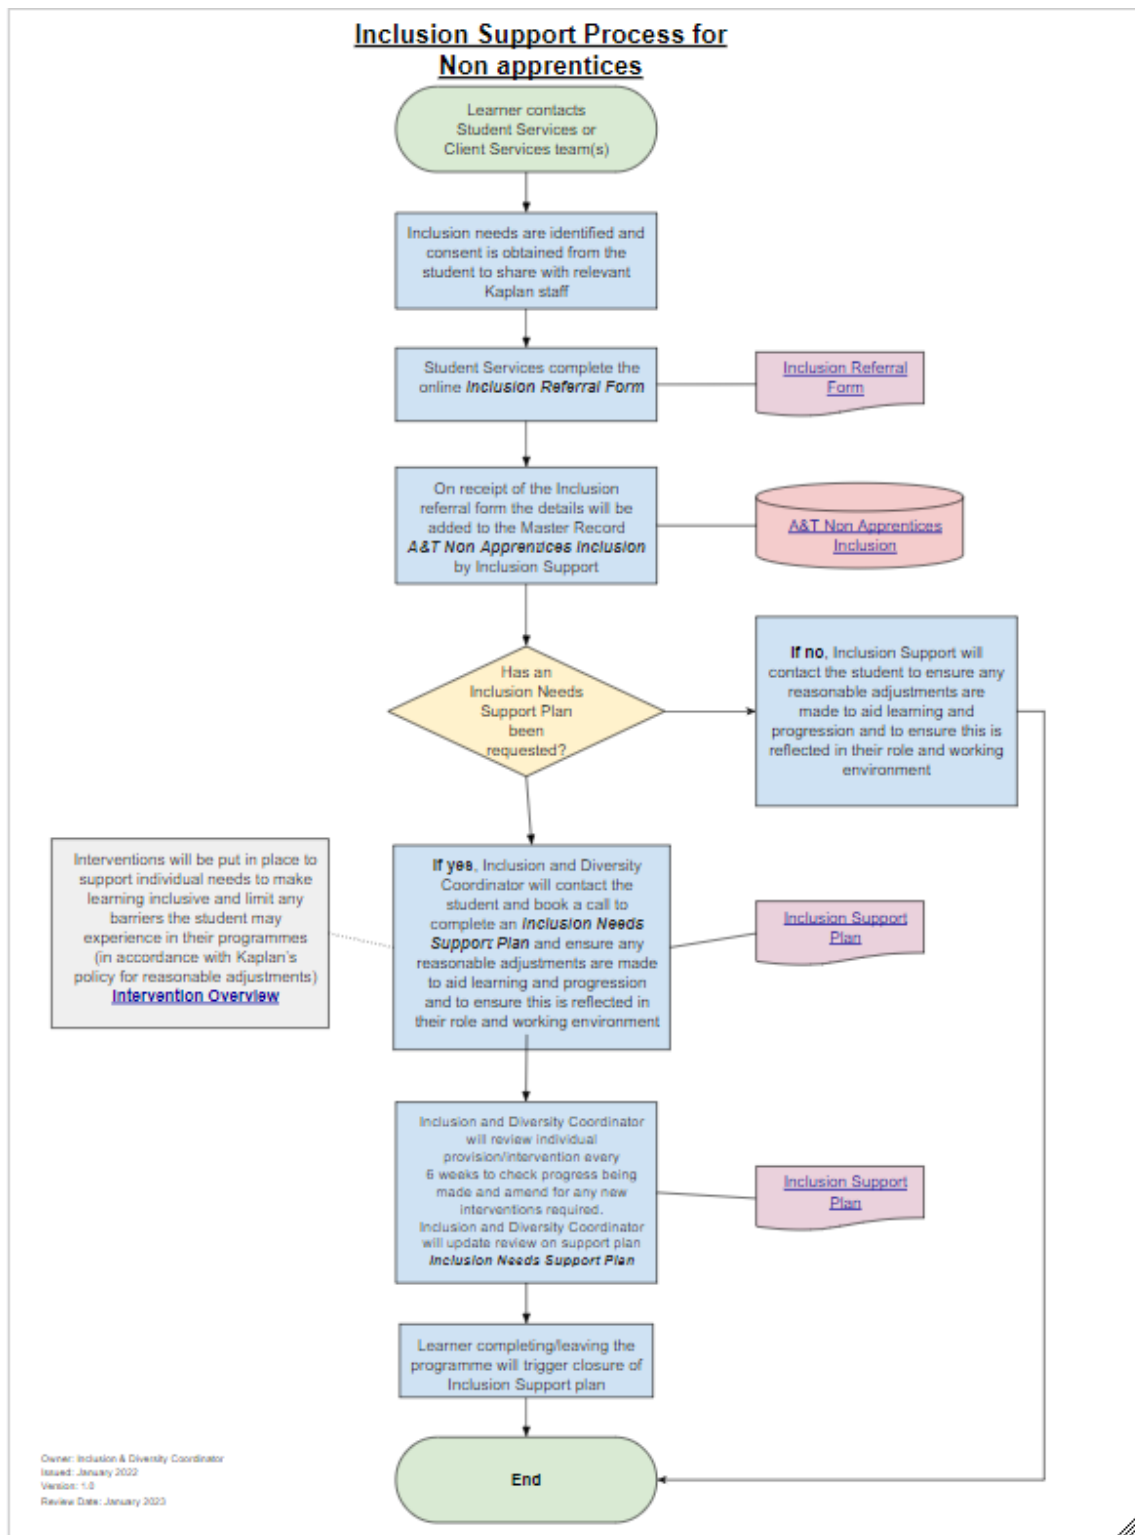 Inclusion Support Process for
Non apprentices
Learner contacts
Student Services or
Client Services team(s)
Inclusion needs are identified and
consent is obtained from the
student to share with relevant
Kaplan staff
Student Services complete the
online Inclusion Referral Form
Inclusion Referral
Form
On receipt of the Inclusion
referral form the details will be
added to the Master Record
A&T Non Apprentices Inclusion
by Inclusion Support
A&T Non Apprentices
Inclusion
Has an
Inclusion Needs
Support Plan
been
requested?
If no, Inclusion Support will
contact the student to ensure any
reasonable adjustments are
made to aid learning and
progression and to ensure this is
reflected in their role and working
environment
Interventions will be put in place to
support individual needs to make
learning inclusive and limit any
barriers the student may
experience in their programmes
(in accordance with Kaplan's
policy for reasonable adjustments)
Intervention Overview
If yes, Inclusion and Diversity
Coordinator will contact the
student and book a call to
complete an Inclusion Needs
Support Plan and ensure any
reasonable adjustments are made
to aid learning and progression
and to ensure this is reflected in
their role and working environment
Inclusion Support
Plan
Inclusion and Diversity Coordinator
will review individual
provision/intervention every
6 weeks to check progress being
made and amend for any new
interventions required.
Inclusion and Diversity Coordinator
will update review on support plan
Inclusion Needs Support Plan
Inclusion Support
Plan
Learner completing/leaving the
programme will trigger closure of
Inclusion Support plan
End
Owner: Inclusion & Diversity Coordinator
Issued: January 2022
Version: 1.0
Review Date: January 2023